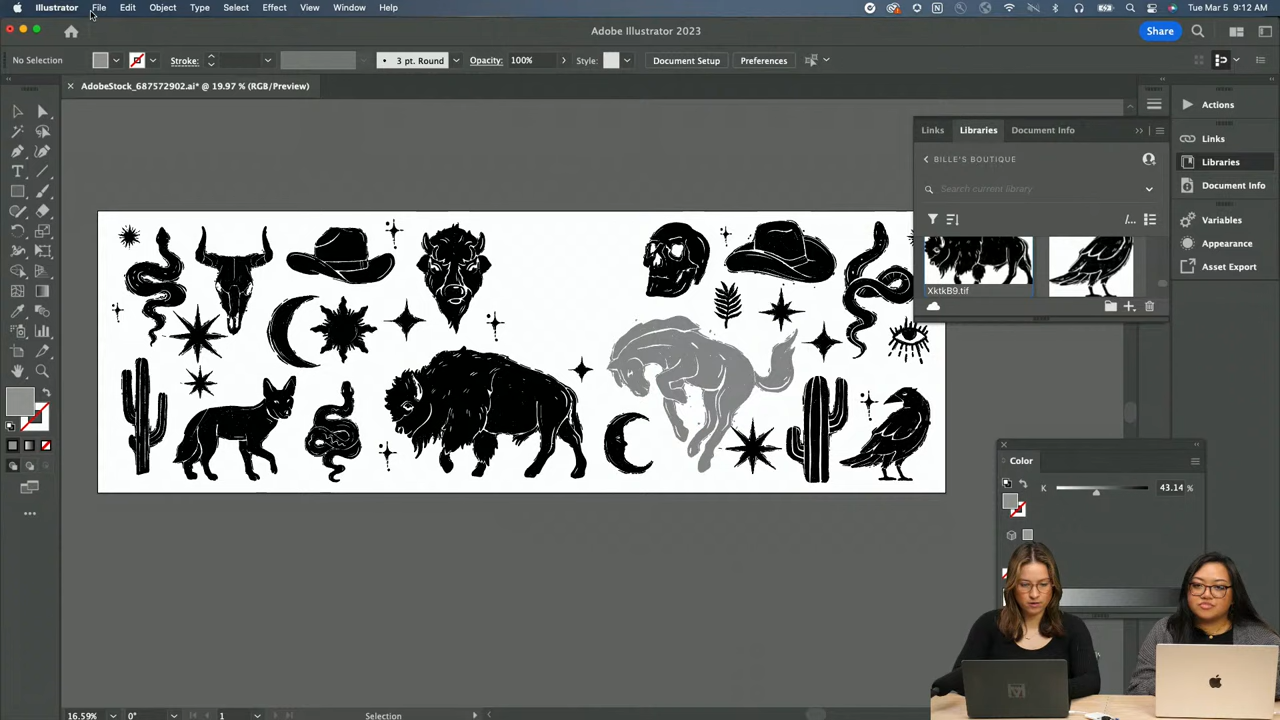 Illustrator File Edit Object Type Select Effect View Window Help
Tue Mar 5 9:12 AM
Adobe Illustrator 2023
Share
No Selection
Stroke:
3 pt. Round
Opacity: 100%
Style:
Document Setup
Preferences
AdobeStock_687572902.ai* @ 19.97 % (RGB/Preview)
Links
Libraries
Document Info
BILLE'S BOUTIQUE
Search current library
XktkB9.tif
Actions
Links
Libraries
Document Info
Variables
Appearance
Asset Export
Color
K
43.14 %
16.59%
0°
1
Selection